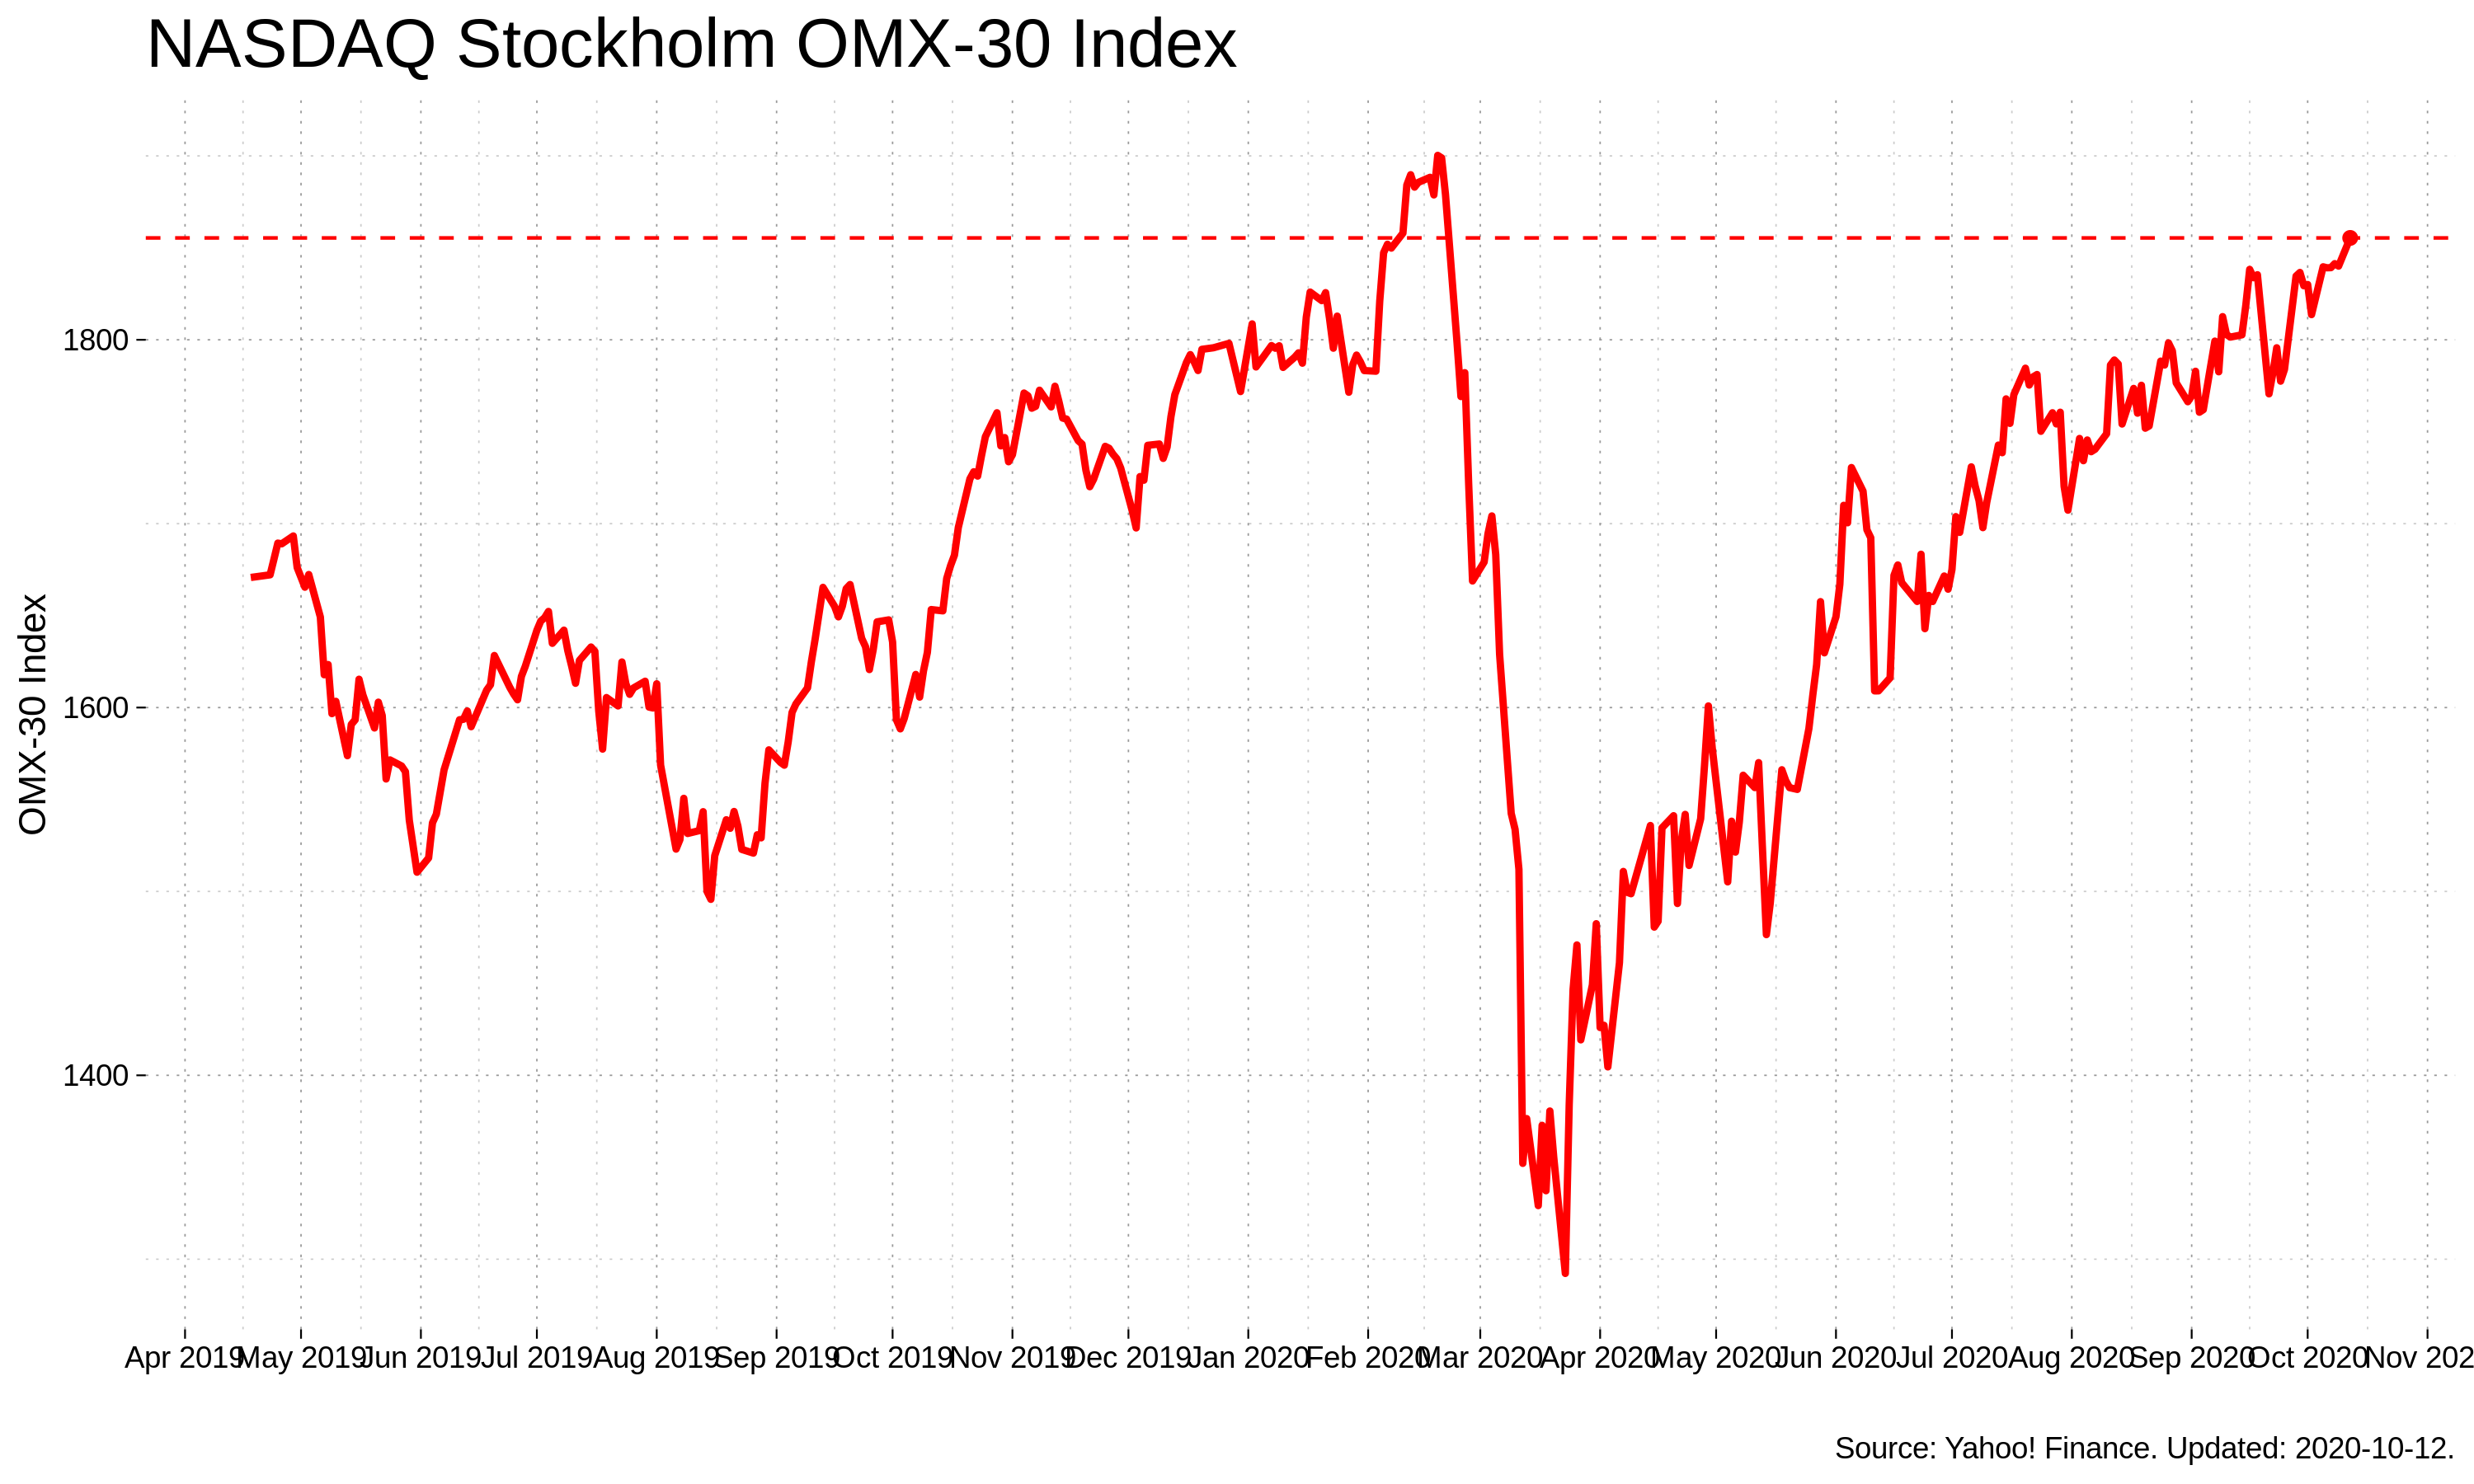 NASDAQ Stockholm OMX-30 Index
OMX-30 Index
1800
1600
1400
Apr 2019 May 2019 Jun 2019 Jul 2019 Aug 2019 Sep 2019 Oct 2019 Nov 2019 Dec 2019 Jan 2020 Feb 2020 Mar 2020 Apr 2020 May 2020 Jun 2020 Jul 2020 Aug 2020 Sep 2020 Oct 2020 Nov 202
Source: Yahoo! Finance. Updated: 2020-10-12.